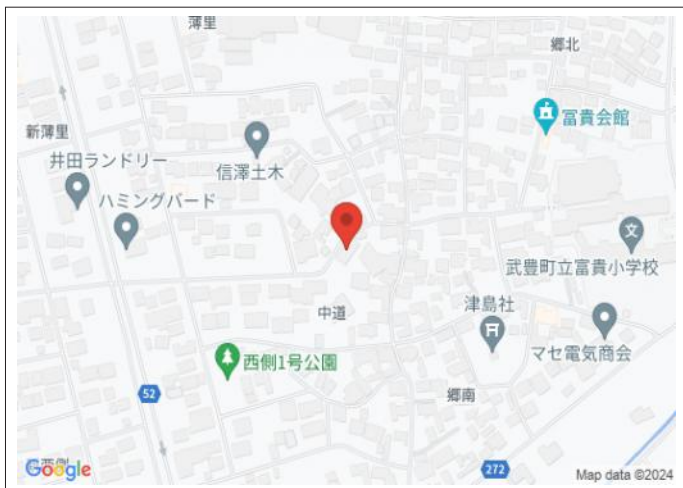 薄里
郷北
冨貴会館
新薄里
信澤土木
井田ランドリー
ハミングバード
武豊町立富貴小学校
中道
津島社
マセ電気商会
西側1号公園
52
郷南
272
西側
Google
Map data ©2024